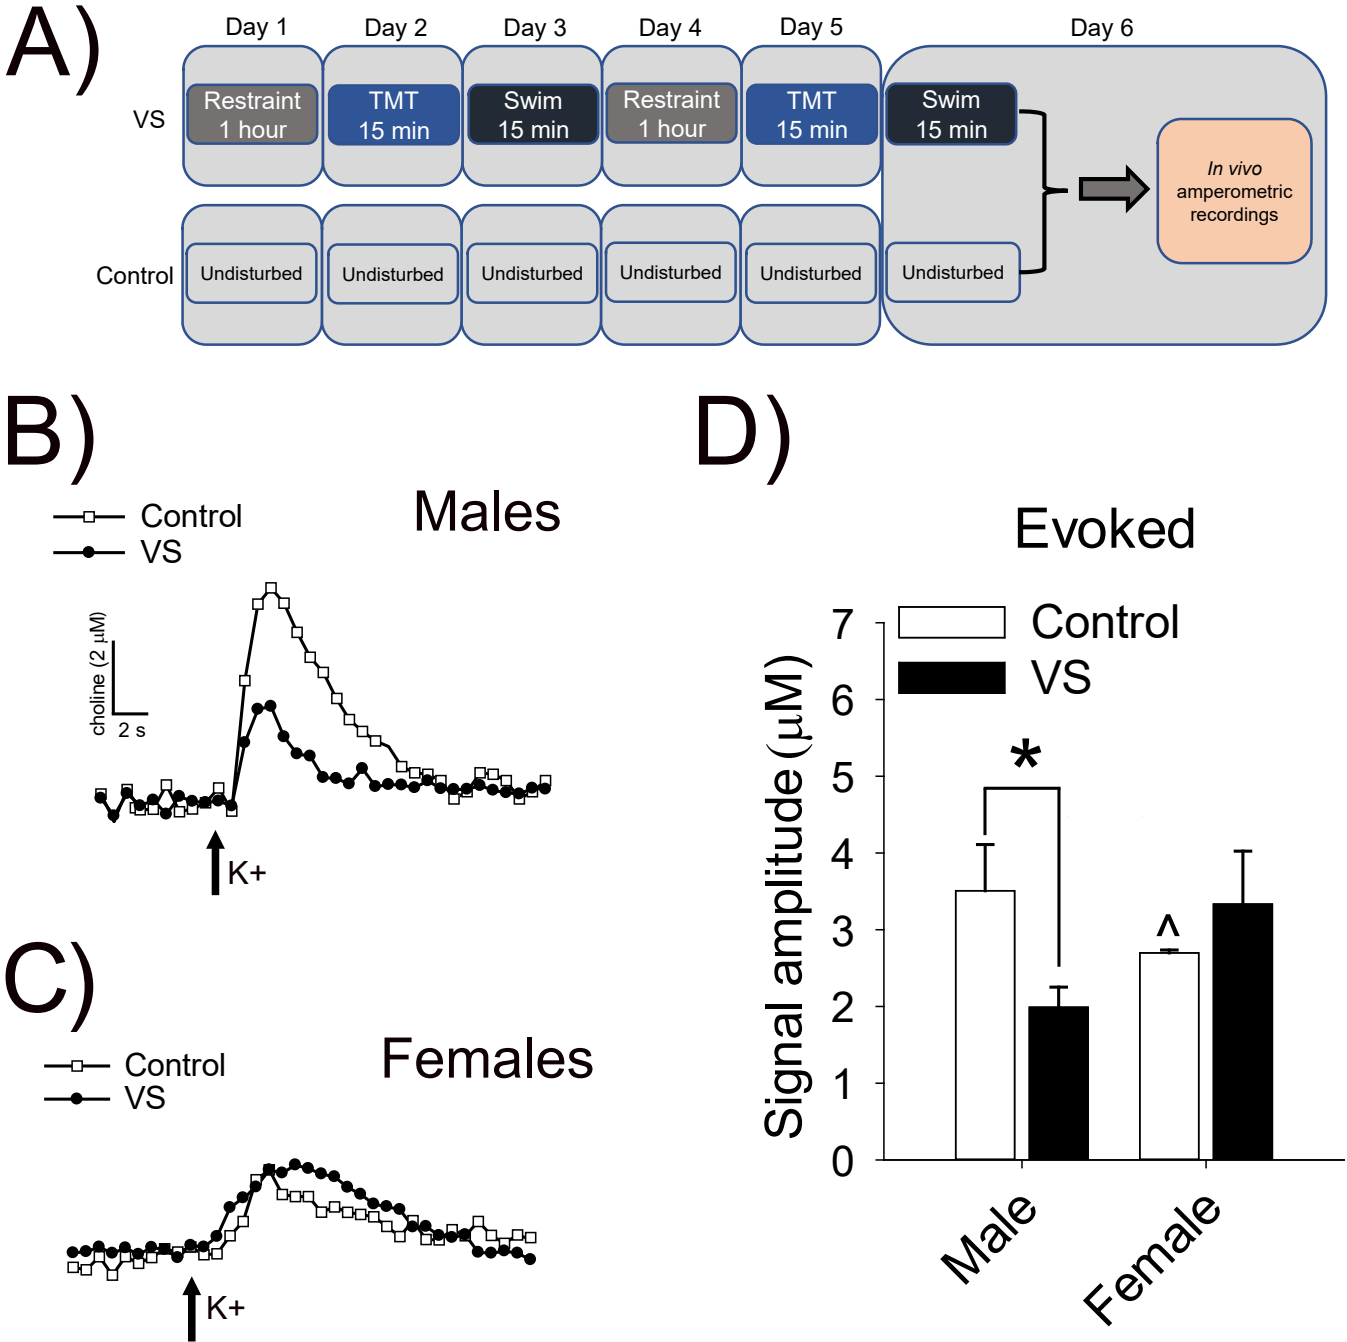 A)
Day 1 Day 2 Day 3 Day 4 Day 5 Day 6
VS
Restraint
1 hour
TMT
15 min
Swim
15 min
Restraint
1 hour
TMT
15 min
Swim
15 min
In vivo
amperometric
recordings
Control
Undisturbed Undisturbed Undisturbed Undisturbed Undisturbed Undisturbed
B)
Males
Control
VS
choline (2 μM)
2 s
K+
C)
Females
Control
VS
K+
D)
Evoked
Control
VS
Signal amplitude (μM)
7
6
5
4
3
2
1
0
*
^
Male
Female